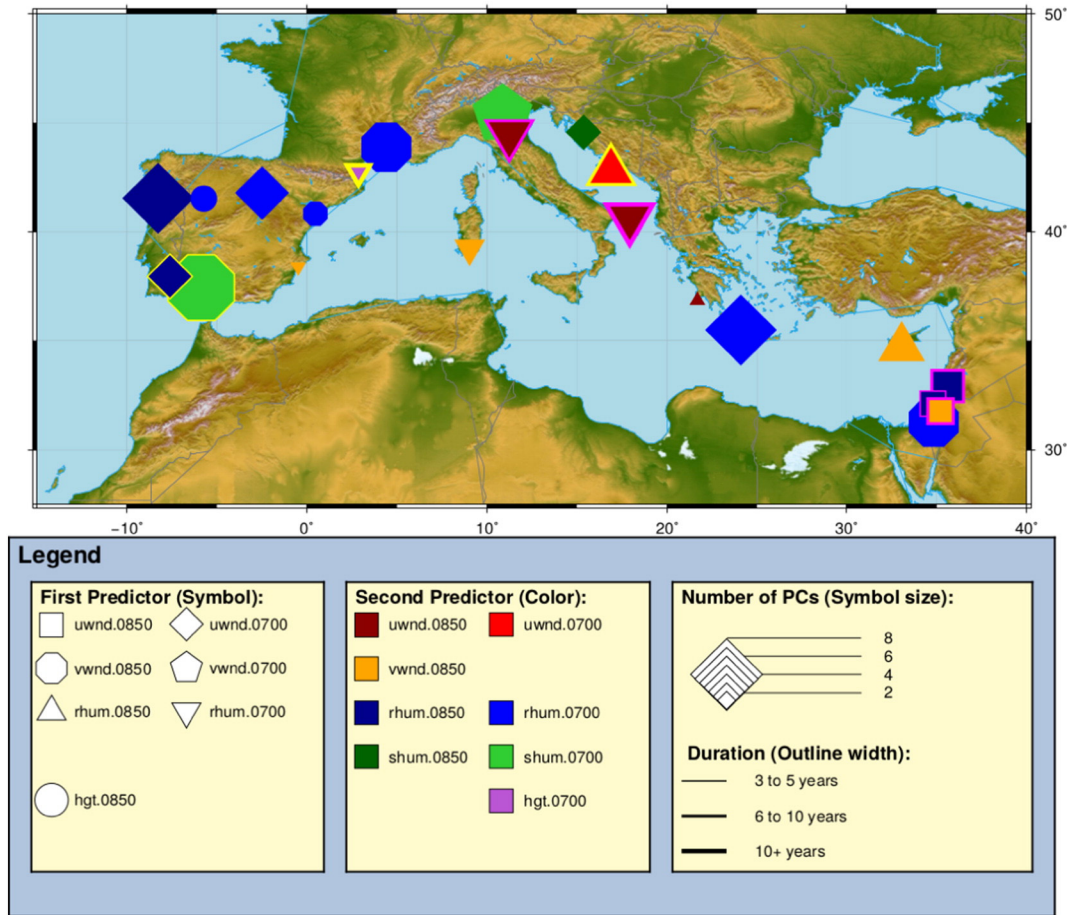 50°
40°
30°
−10° 0° 10° 20° 30° 40°
Legend
First Predictor (Symbol):
uwnd.0850 uwnd.0700
vwnd.0850 vwnd.0700
rhum.0850 rhum.0700
hgt.0850
Second Predictor (Color):
uwnd.0850 uwnd.0700
vwnd.0850
rhum.0850 rhum.0700
shum.0850 shum.0700
hgt.0700
Number of PCs (Symbol size):
8
6
4
2
Duration (Outline width):
3 to 5 years
6 to 10 years
10+ years